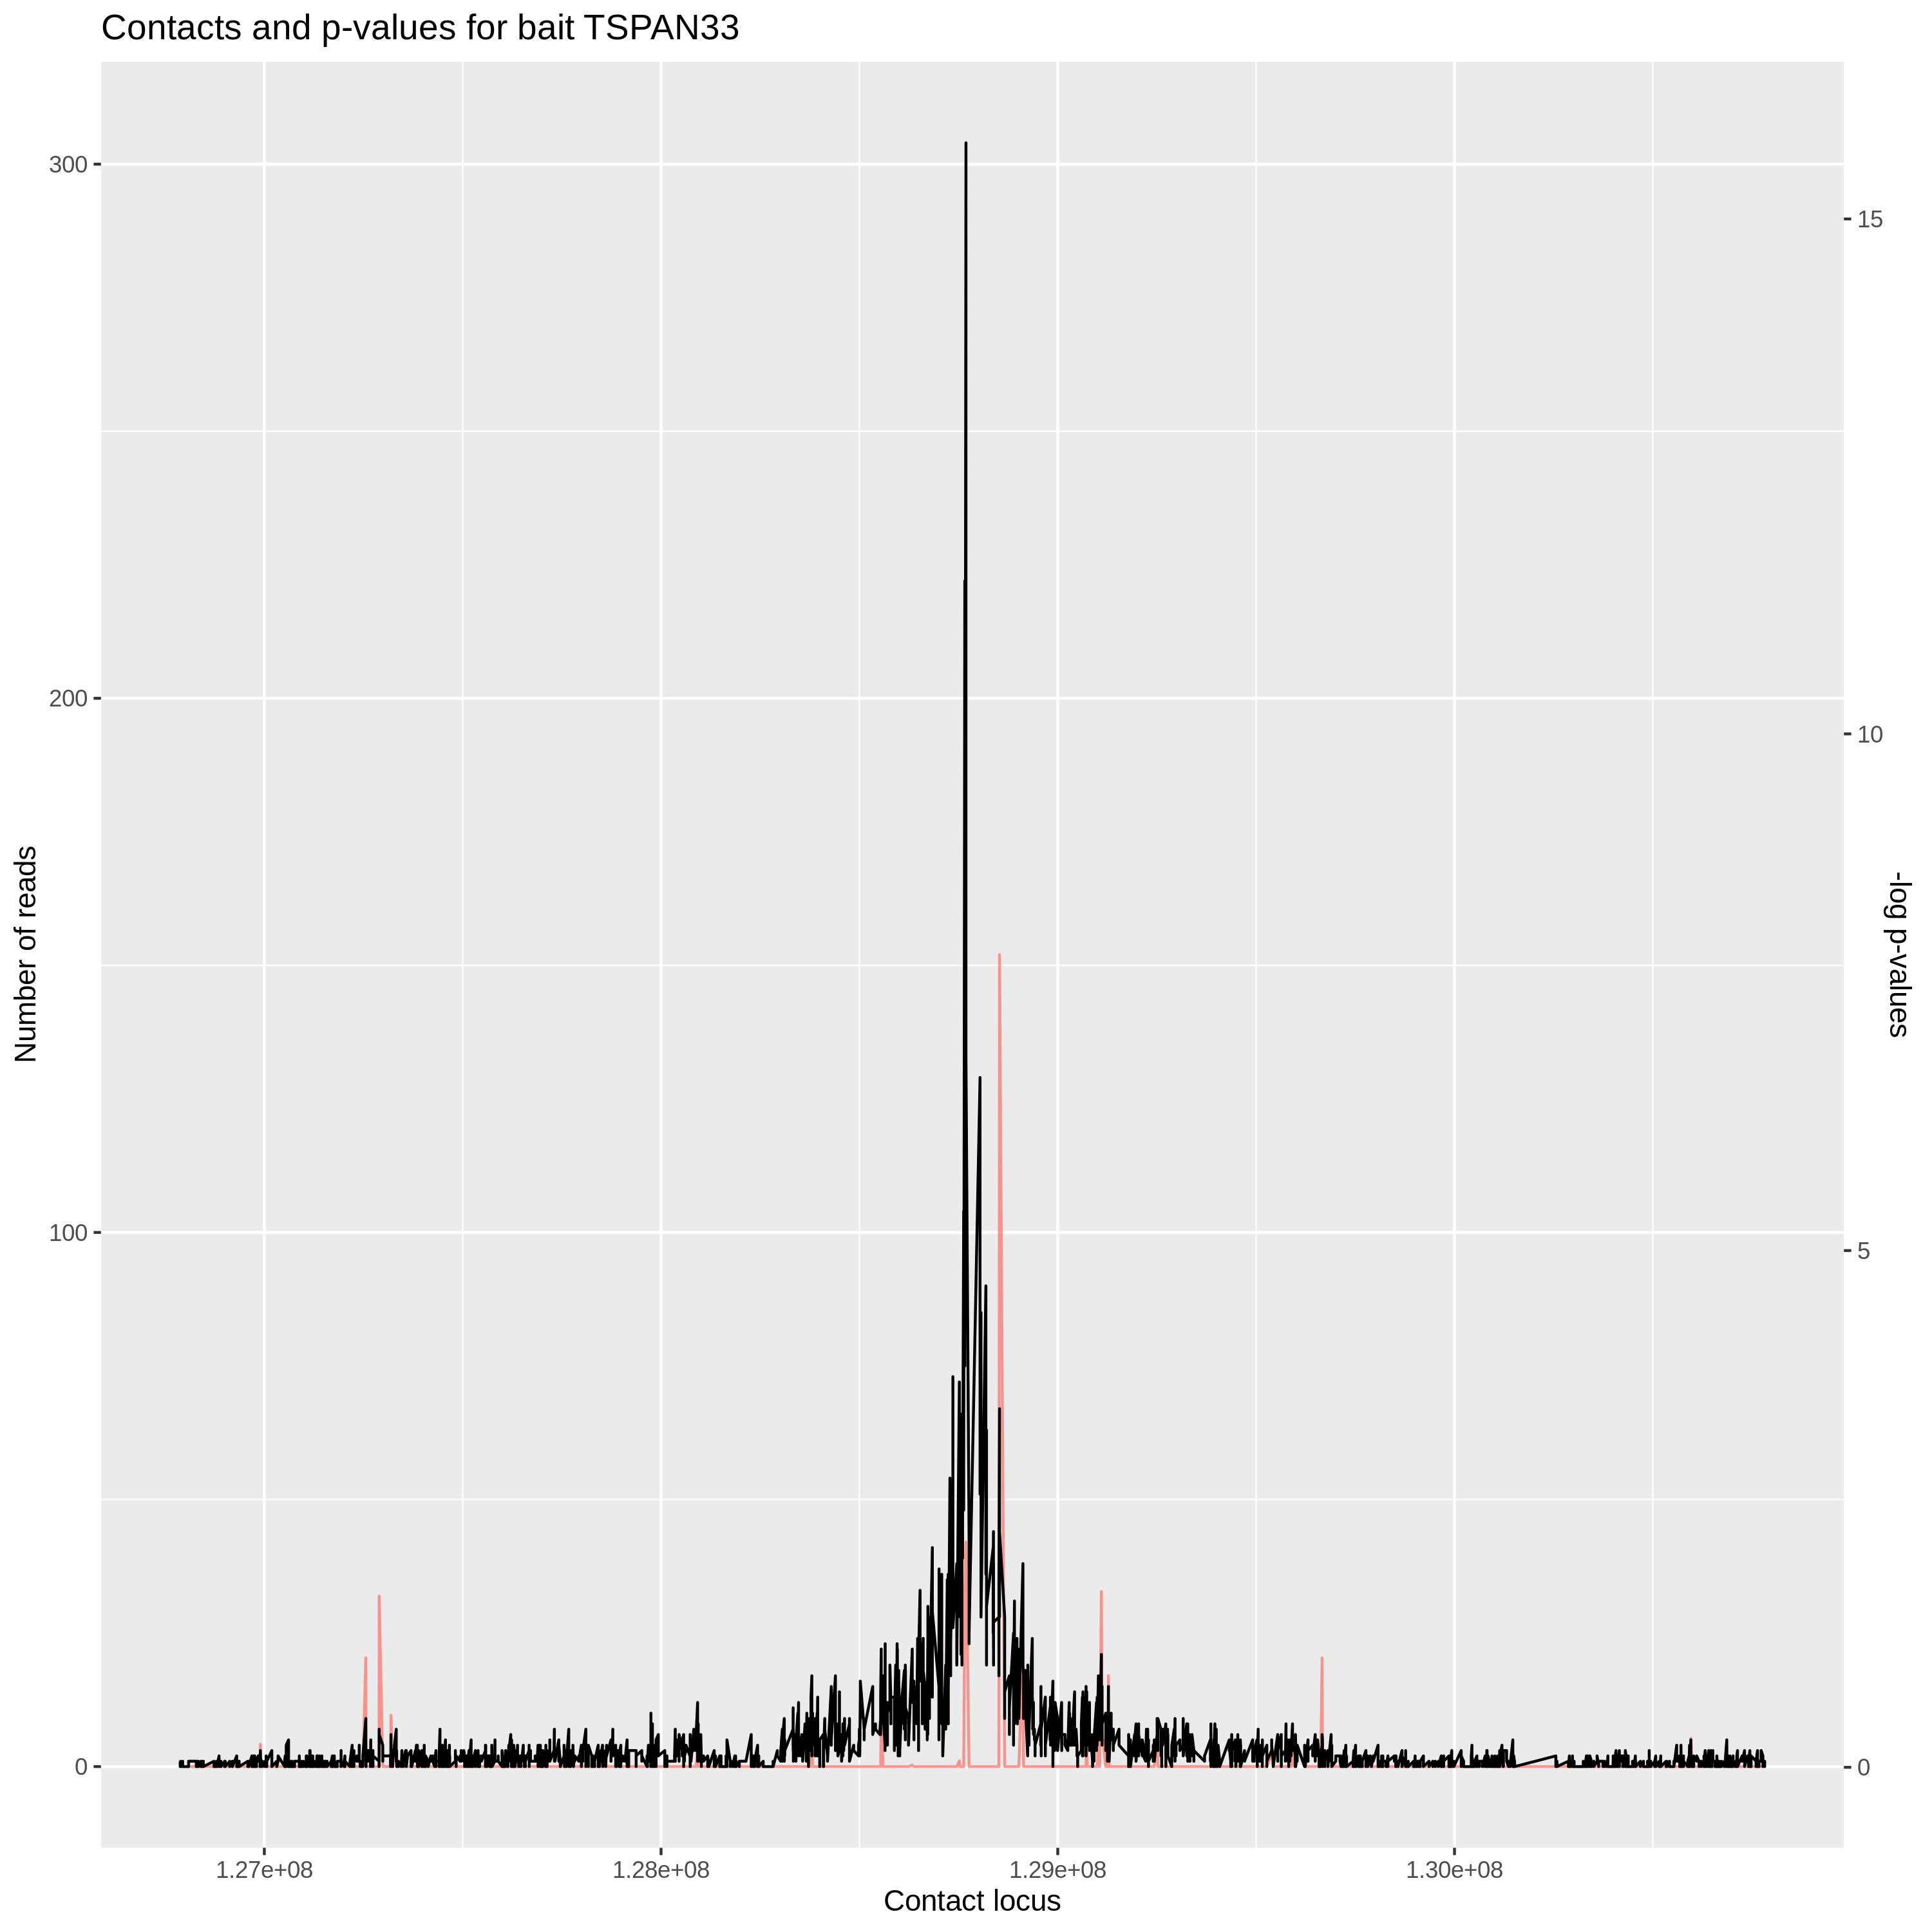 Contacts and p-values for bait TSPAN33
300
200
100
0
15
10
5
0
Number of reads
-log p-values
1.27e+08
1.28e+08
1.29e+08
1.30e+08
Contact locus